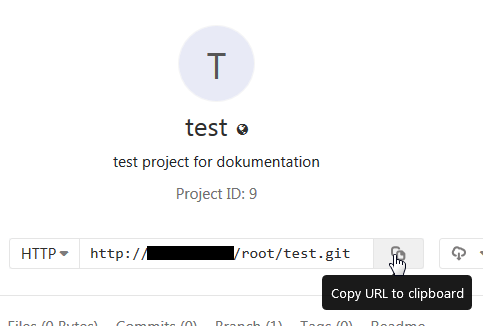 T
test
test project for dokumentation
Project ID: 9
HTTP http:// /root/test.git
Copy URL to clipboard
Files (0 Bytes) Commits (0) Branch (1) Tags (0) Readme